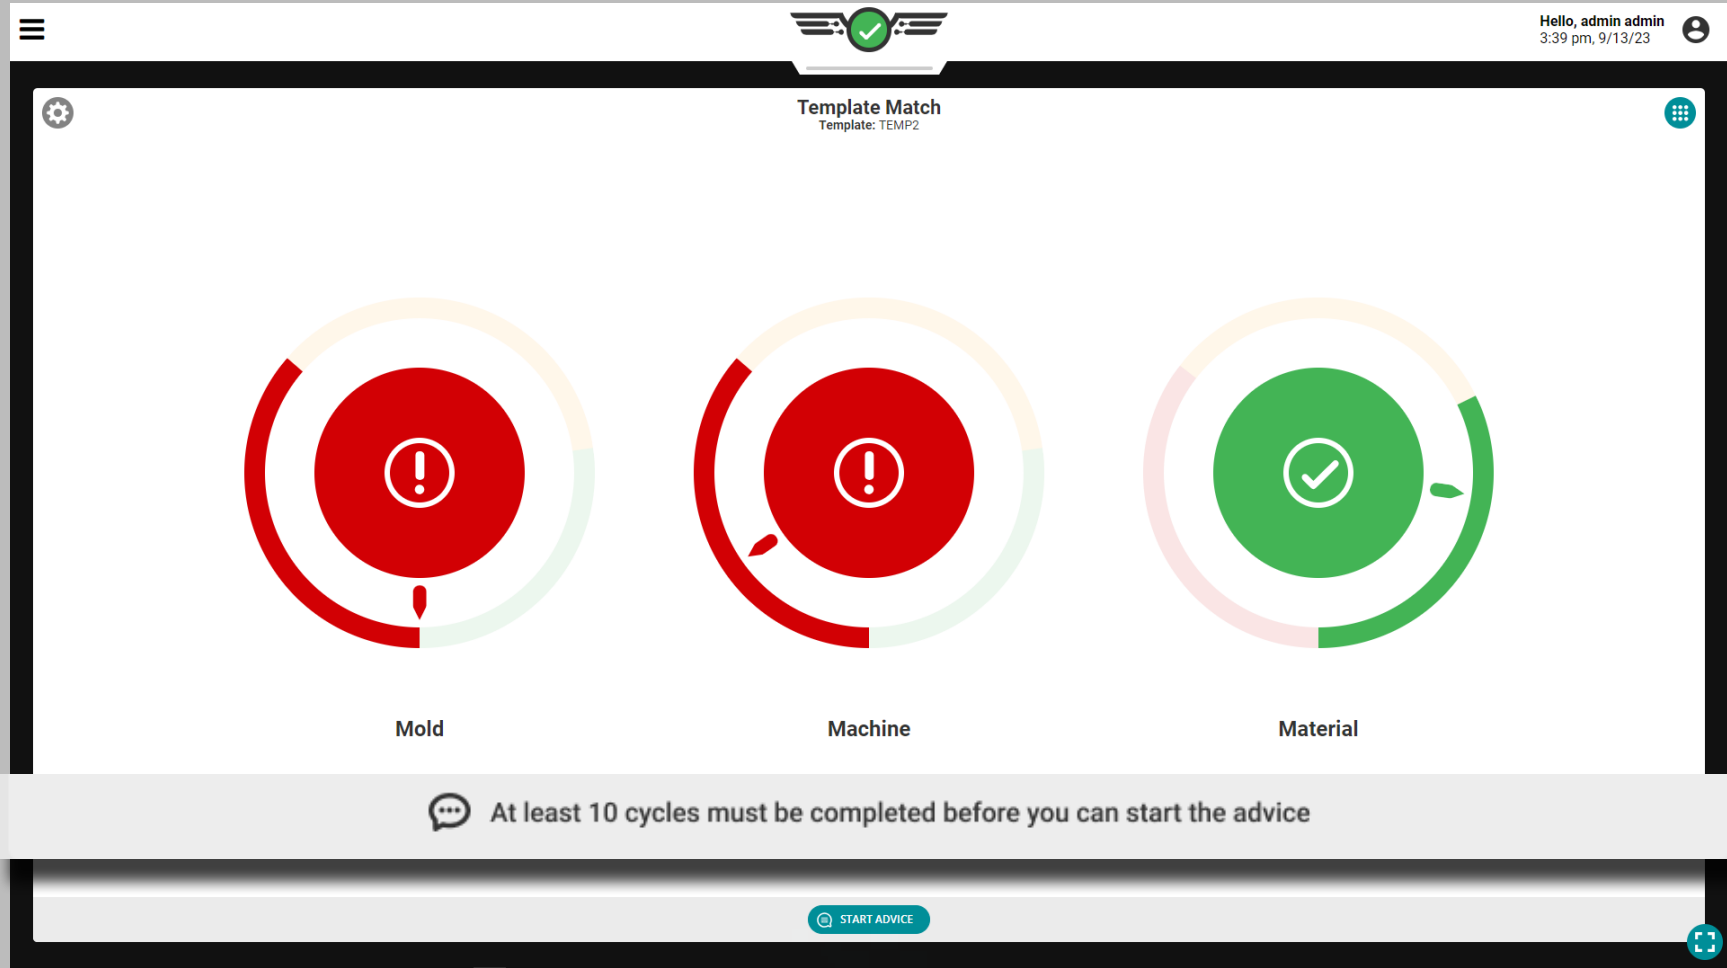 Hello, admin admin
3:39 pm, 9/13/23
Template Match
Template: TEMP2
Mold
Machine
Material
At least 10 cycles must be completed before you can start the advice
START ADVICE